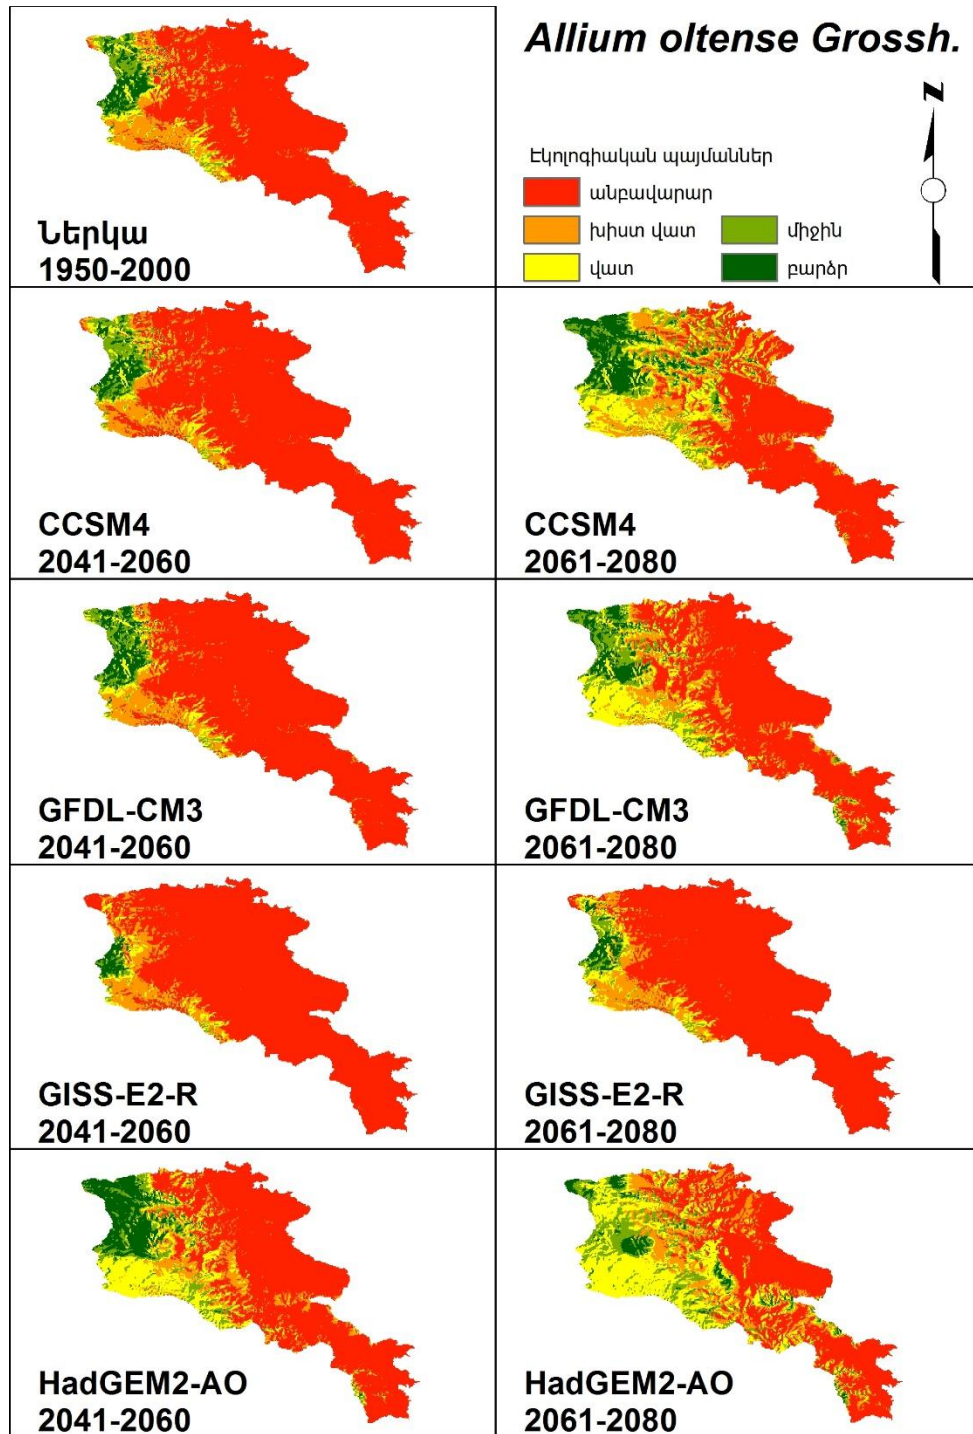 Allium oltense Grossh.
N
Էկոլոգիական պայմաններ
անբավարար
խիստ վատ
միջին
վատ
բարձր
Ներկա
1950-2000
CCSM4
2041-2060
CCSM4
2061-2080
GFDL-CM3
2041-2060
GFDL-CM3
2061-2080
GISS-E2-R
2041-2060
GISS-E2-R
2061-2080
HadGEM2-AO
2041-2060
HadGEM2-AO
2061-2080